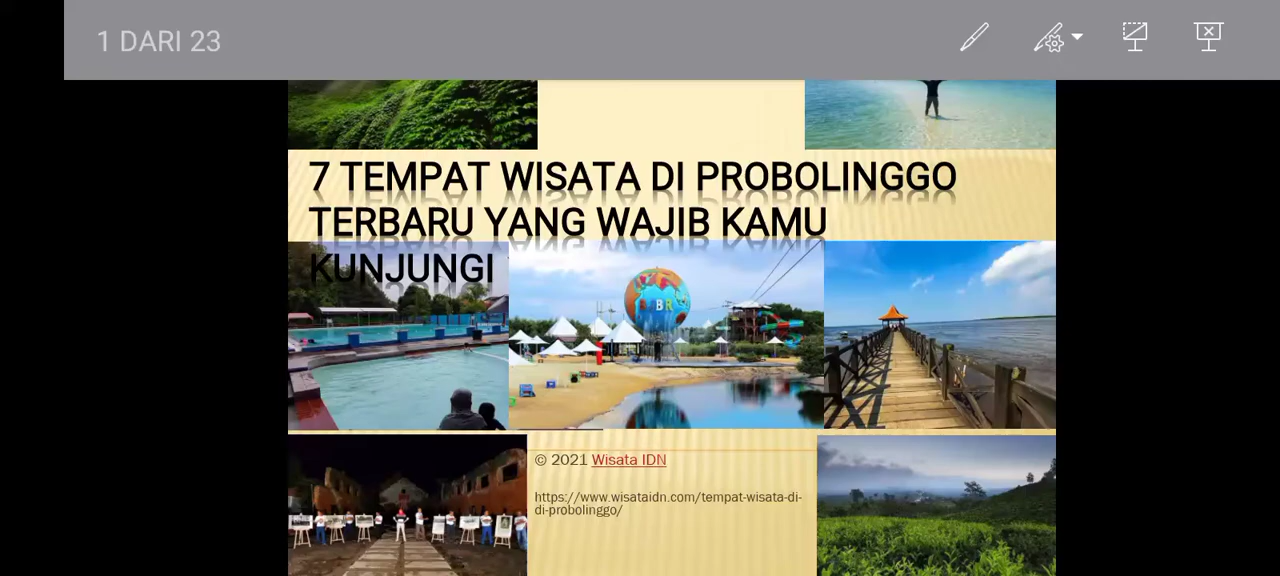 1 DARI 23
7 TEMPAT WISATA DI PROBOLINGGO
TERBARU YANG WAJIB KAMU
KUNJUNGI
© 2021 Wisata IDN
https://www.wisataidn.com/tempat-wisata-di-
di-probolinggo/